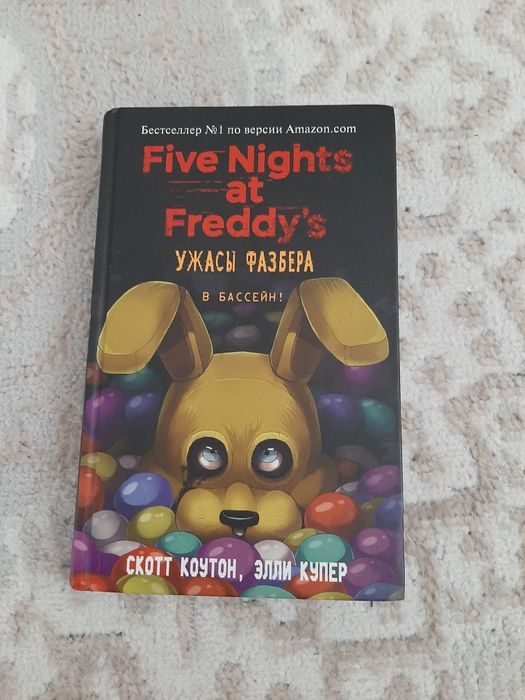 Бестселлер №1 по версии Amazon.com
Five Nights
at
Freddy's
УЖАСЫ ФАЗБЕРА
В БАССЕЙН!
СКОТТ КОУТОН, ЭЛЛИ КУПЕР